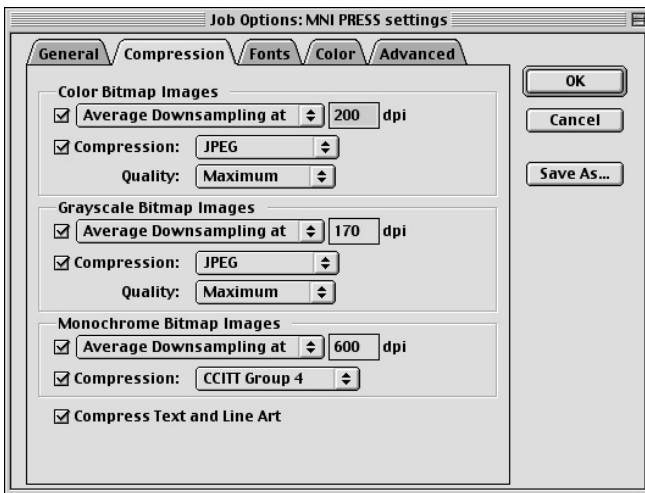 Job Options: MNI PRESS settings
General Compression Fonts Color Advanced
Color Bitmap Images
Average Downsampling at 200 dpi
Compression: JPEG
Quality: Maximum
Grayscale Bitmap Images
Average Downsampling at 170 dpi
Compression: JPEG
Quality: Maximum
Monochrome Bitmap Images
Average Downsampling at 600 dpi
Compression: CCITT Group 4
Compress Text and Line Art
OK
Cancel
Save As...